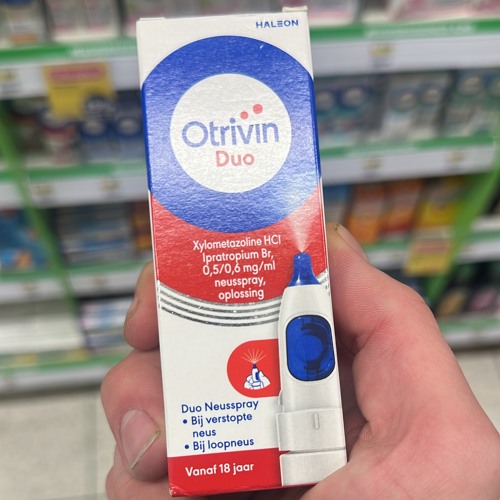 HALEON
Otrivin
Duo
Xylometazoline HCl
Ipratropium Br,
0,5/0,6 mg/ml
neusspray,
oplossing
Duo Neusspray
• Bij verstopte
neus
• Bij loopneus
Vanaf 18 jaar